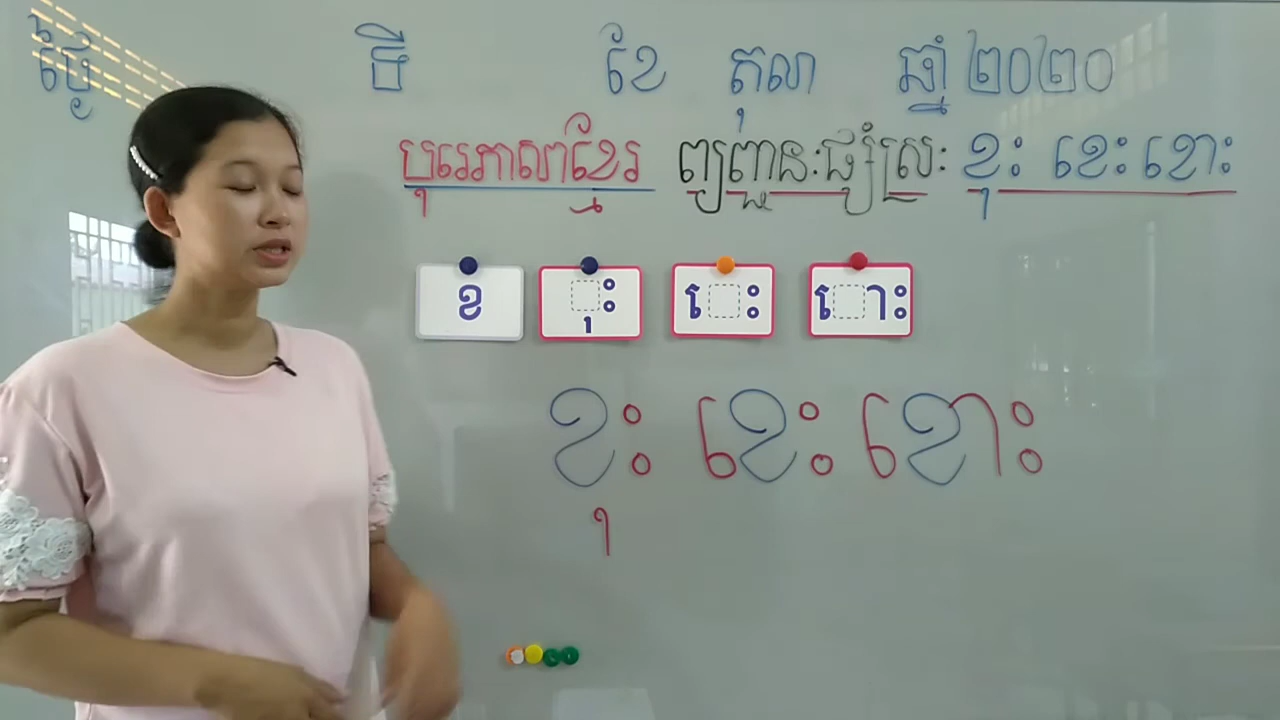 ថ្ងៃ ទី ខែ តុលា ឆ្នាំ ២០២០
បុរេភាសាខ្មែរ ព្យញ្ជនៈផ្សំស្រៈ ខុះ ខេះ ខោះ
ខ ុះ េះ ោះ
ខុះ ខេះ ខោះ